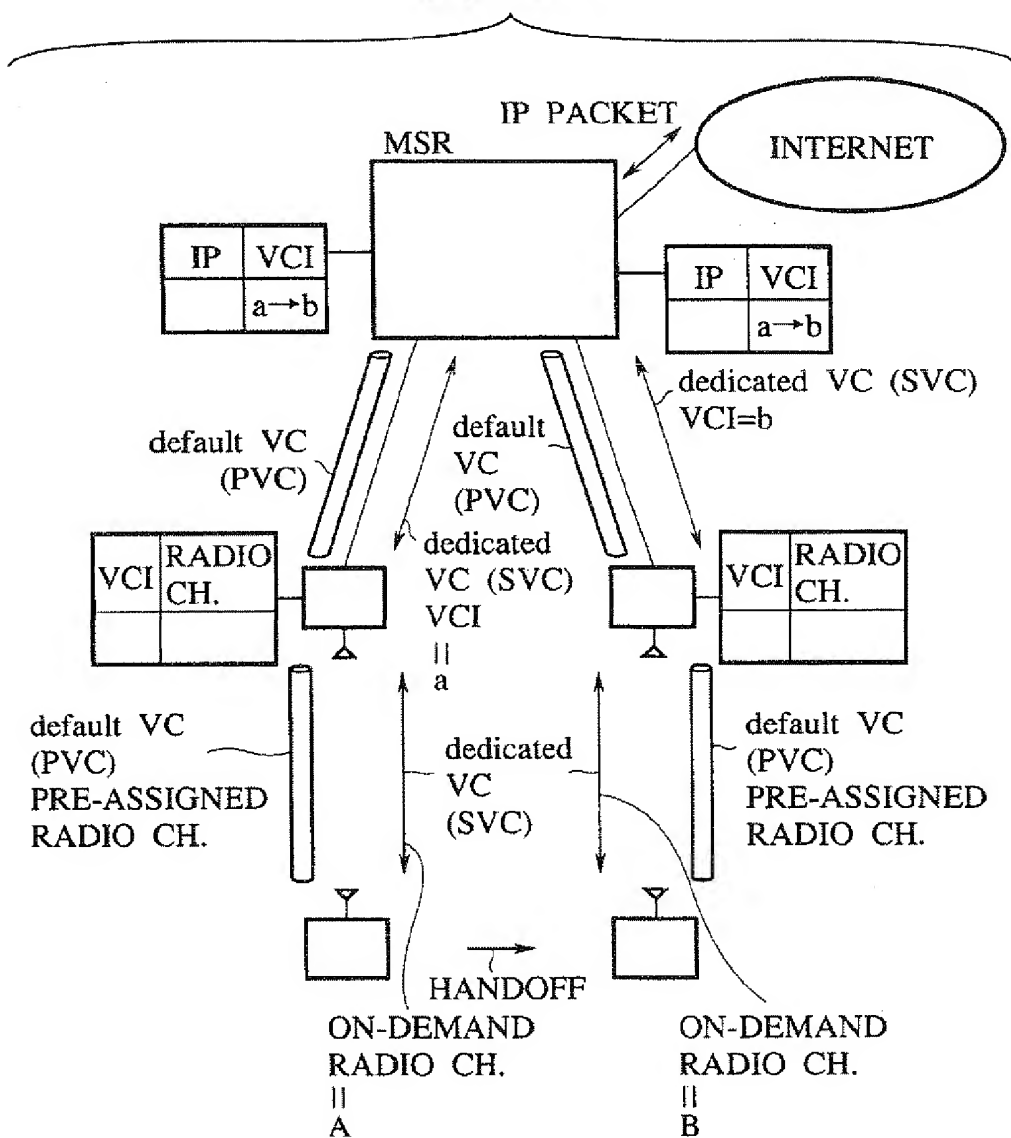 IP PACKET
INTERNET
MSR
IP VCI
a→b
IP VCI
a→b
dedicated VC (SVC)
VCI=b
default VC
(PVC)
default
VC
(PVC)
dedicated
VC (SVC)
VCI
||
a
VCI
RADIO
CH.
VCI
RADIO
CH.
default VC
(PVC)
PRE-ASSIGNED
RADIO CH.
dedicated
VC
(SVC)
default VC
(PVC)
PRE-ASSIGNED
RADIO CH.
HANDOFF
ON-DEMAND
RADIO CH.
||
A
ON-DEMAND
RADIO CH.
||
B